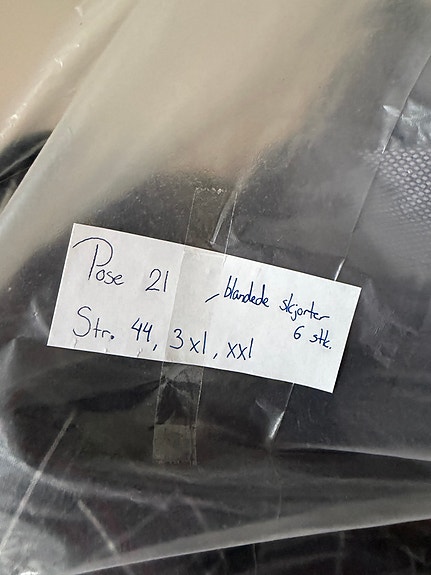 Pose 21
Str. 44, 3xl, xxl
- blandede skjorter
6 stk.